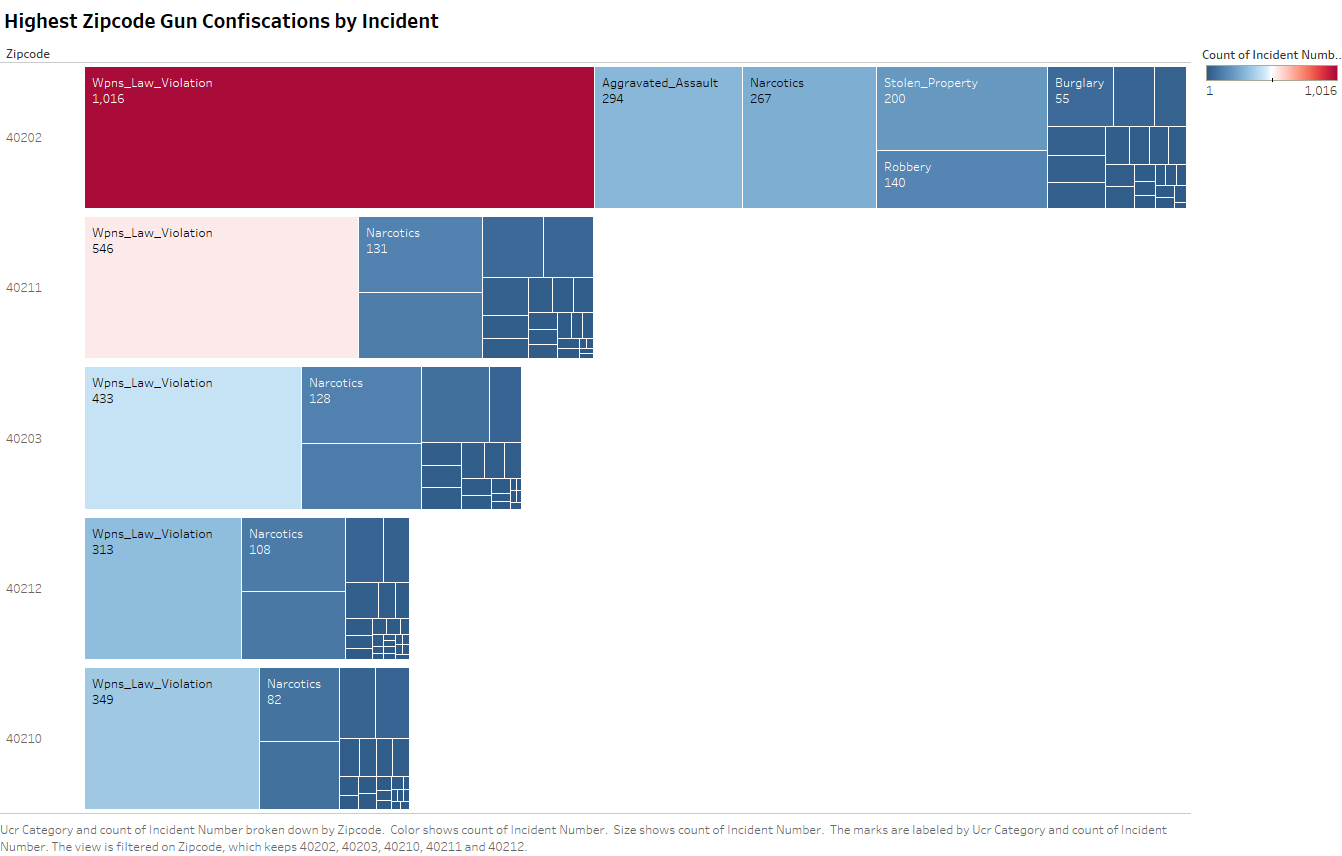 Highest Zipcode Gun Confiscations by Incident
Zipcode
Count of Incident Numb..
1
1,016
40202
Wpns_Law_Violation
1,016
Aggravated_Assault
294
Narcotics
267
Stolen_Property
200
Robbery
140
Burglary
55
40211
Wpns_Law_Violation
546
Narcotics
131
40203
Wpns_Law_Violation
433
Narcotics
128
40212
Wpns_Law_Violation
313
Narcotics
108
40210
Wpns_Law_Violation
349
Narcotics
82
Ucr Category and count of Incident Number broken down by Zipcode.  Color shows count of Incident Number.  Size shows count of Incident Number.  The marks are labeled by Ucr Category and count of Incident
Number. The view is filtered on Zipcode, which keeps 40202, 40203, 40210, 40211 and 40212.